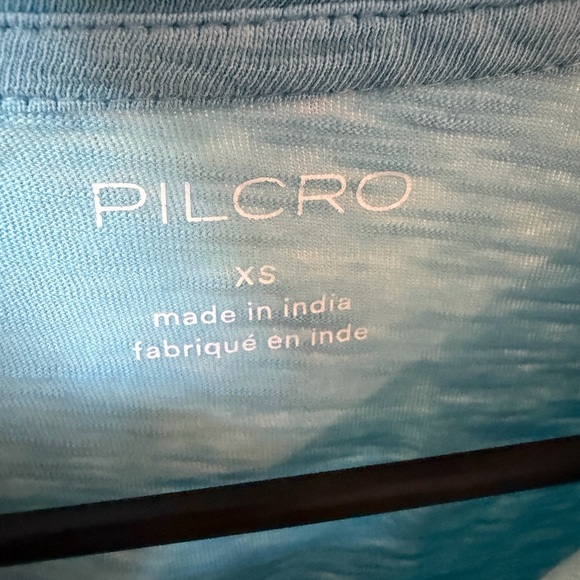 PILCRO
XS
made in india
fabriqué en inde